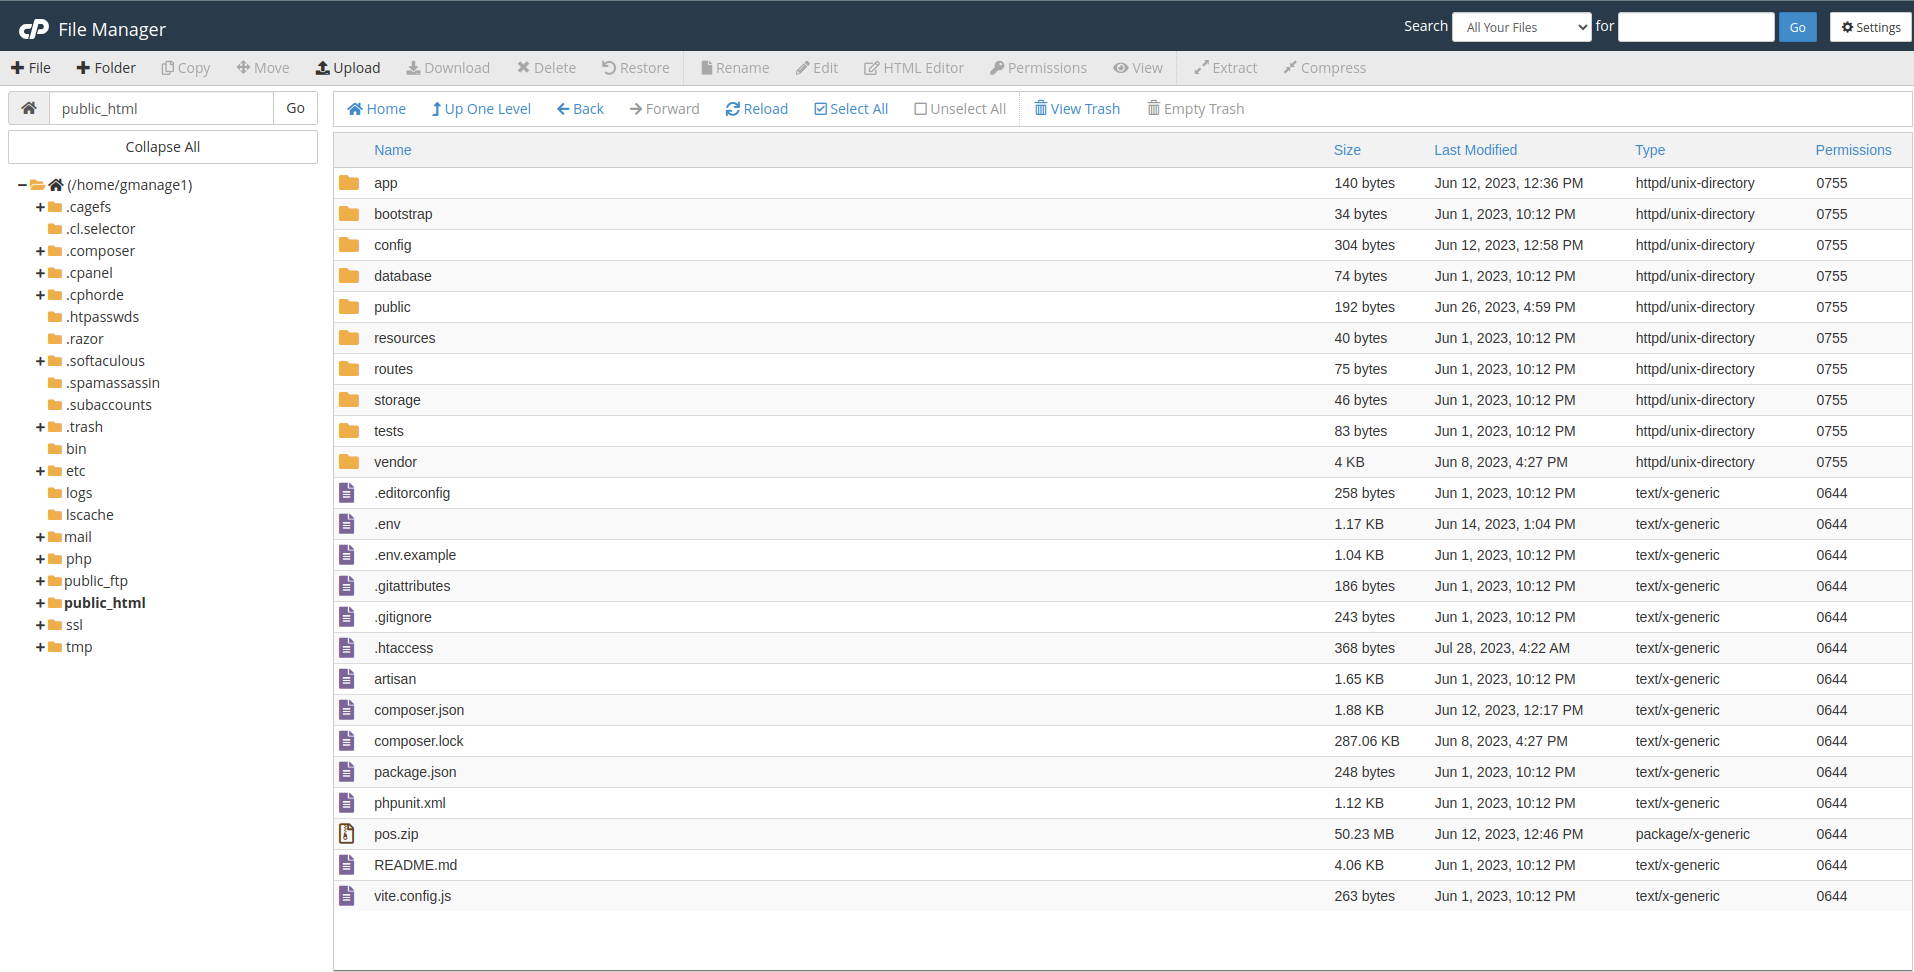 cP File Manager
Search All Your Files for Go Settings
File Folder Copy Move Upload Download Delete Restore Rename Edit HTML Editor Permissions View Extract Compress
public_html Go
Home Up One Level Back Forward Reload Select All Unselect All View Trash Empty Trash
Collapse All
(/home/gmanage1)
.cagefs
.cl.selector
.composer
.cpanel
.cphorde
.htpasswds
.razor
.softaculous
.spamassassin
.subaccounts
.trash
bin
etc
logs
lscache
mail
php
public_ftp
public_html
ssl
tmp
Name Size Last Modified Type Permissions
app 140 bytes Jun 12, 2023, 12:36 PM httpd/unix-directory 0755
bootstrap 34 bytes Jun 1, 2023, 10:12 PM httpd/unix-directory 0755
config 304 bytes Jun 12, 2023, 12:58 PM httpd/unix-directory 0755
database 74 bytes Jun 1, 2023, 10:12 PM httpd/unix-directory 0755
public 192 bytes Jun 26, 2023, 4:59 PM httpd/unix-directory 0755
resources 40 bytes Jun 1, 2023, 10:12 PM httpd/unix-directory 0755
routes 75 bytes Jun 1, 2023, 10:12 PM httpd/unix-directory 0755
storage 46 bytes Jun 1, 2023, 10:12 PM httpd/unix-directory 0755
tests 83 bytes Jun 1, 2023, 10:12 PM httpd/unix-directory 0755
vendor 4 KB Jun 8, 2023, 4:27 PM httpd/unix-directory 0755
.editorconfig 258 bytes Jun 1, 2023, 10:12 PM text/x-generic 0644
.env 1.17 KB Jun 14, 2023, 1:04 PM text/x-generic 0644
.env.example 1.04 KB Jun 1, 2023, 10:12 PM text/x-generic 0644
.gitattributes 186 bytes Jun 1, 2023, 10:12 PM text/x-generic 0644
.gitignore 243 bytes Jun 1, 2023, 10:12 PM text/x-generic 0644
.htaccess 368 bytes Jul 28, 2023, 4:22 AM text/x-generic 0644
artisan 1.65 KB Jun 1, 2023, 10:12 PM text/x-generic 0644
composer.json 1.88 KB Jun 12, 2023, 12:17 PM text/x-generic 0644
composer.lock 287.06 KB Jun 8, 2023, 4:27 PM text/x-generic 0644
package.json 248 bytes Jun 1, 2023, 10:12 PM text/x-generic 0644
phpunit.xml 1.12 KB Jun 1, 2023, 10:12 PM text/x-generic 0644
pos.zip 50.23 MB Jun 12, 2023, 12:46 PM package/x-generic 0644
README.md 4.06 KB Jun 1, 2023, 10:12 PM text/x-generic 0644
vite.config.js 263 bytes Jun 1, 2023, 10:12 PM text/x-generic 0644